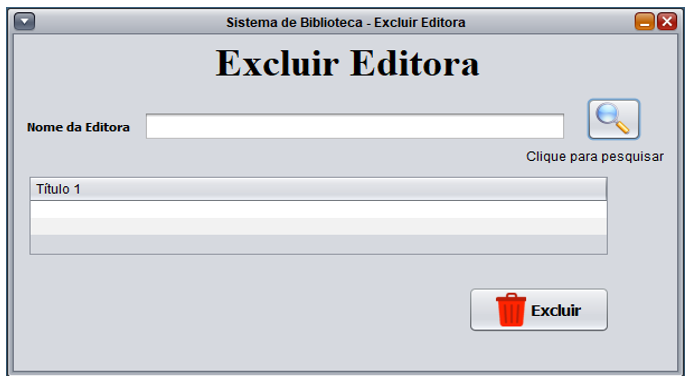 Sistema de Biblioteca - Excluir Editora
Excluir Editora
Nome da Editora
Clique para pesquisar
Título 1
Excluir